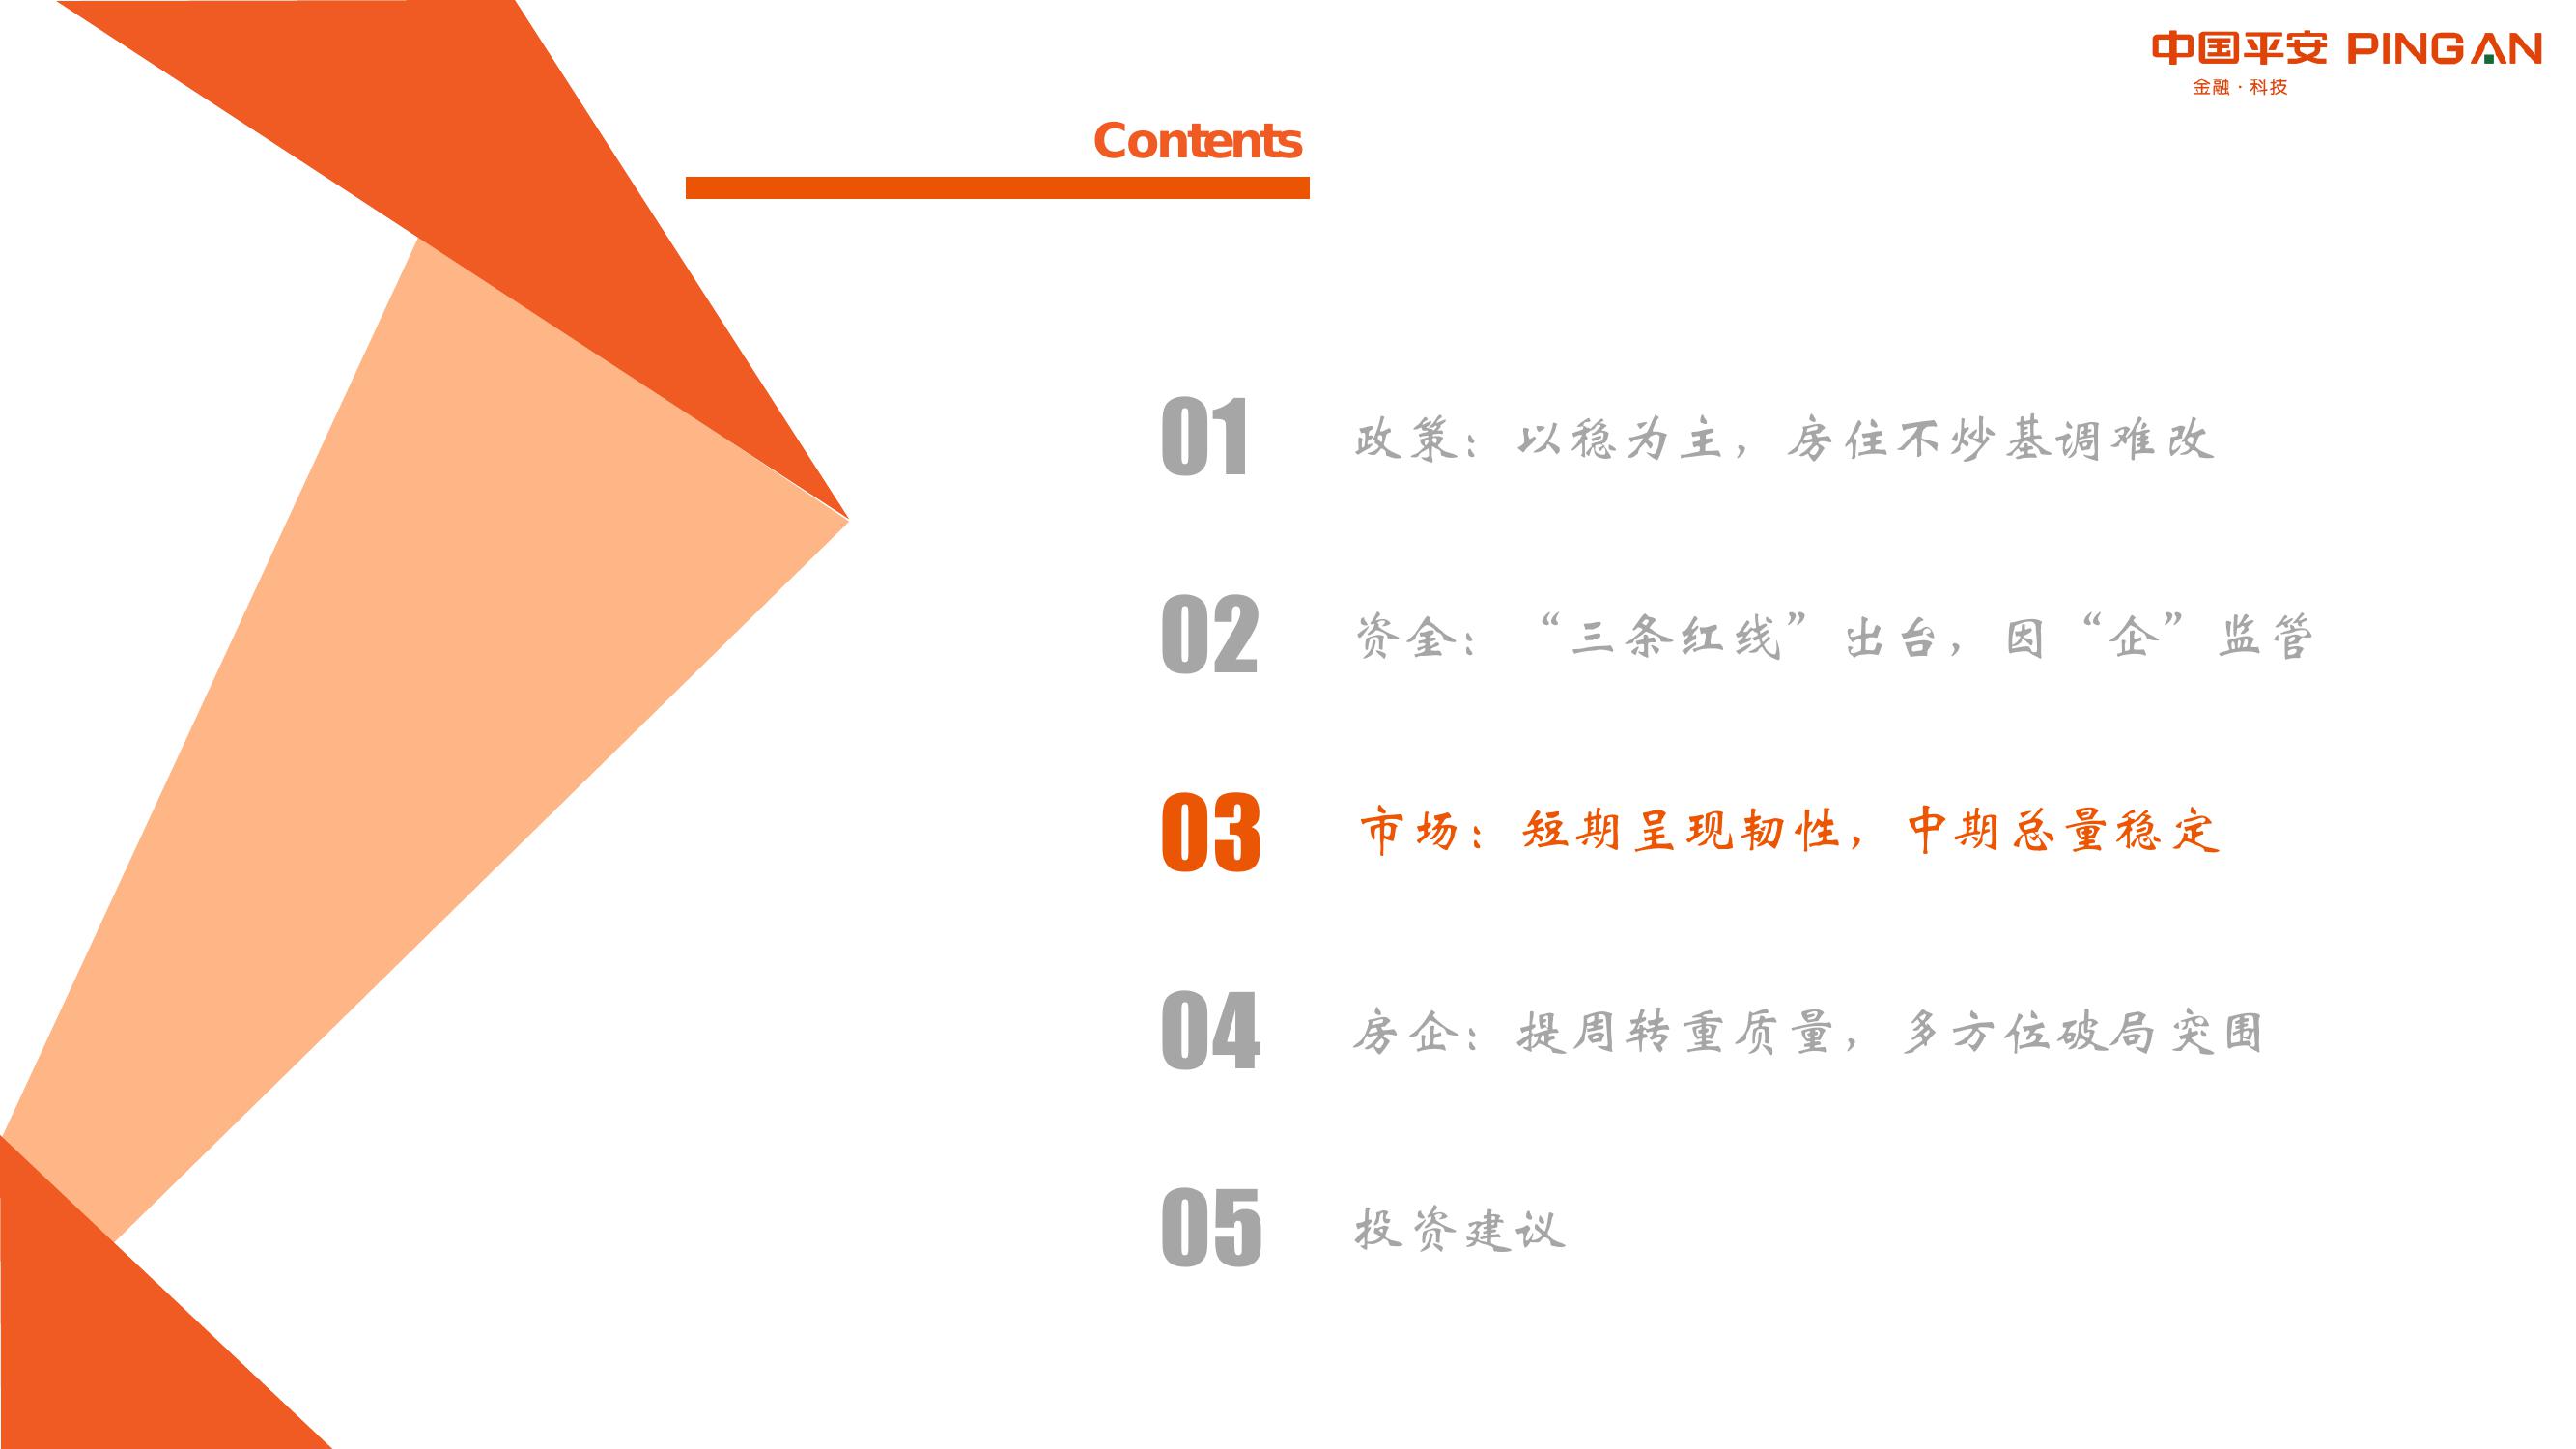 中国平安 PINGAN
金融·科技
Contents
01 政策：以稳为主，房住不炒基调难改
02 资金：“三条红线”出台，因“企”监管
03 市场：短期呈现韧性，中期总量稳定
04 房企：提周转重质量，多方位破局突围
05 投资建议